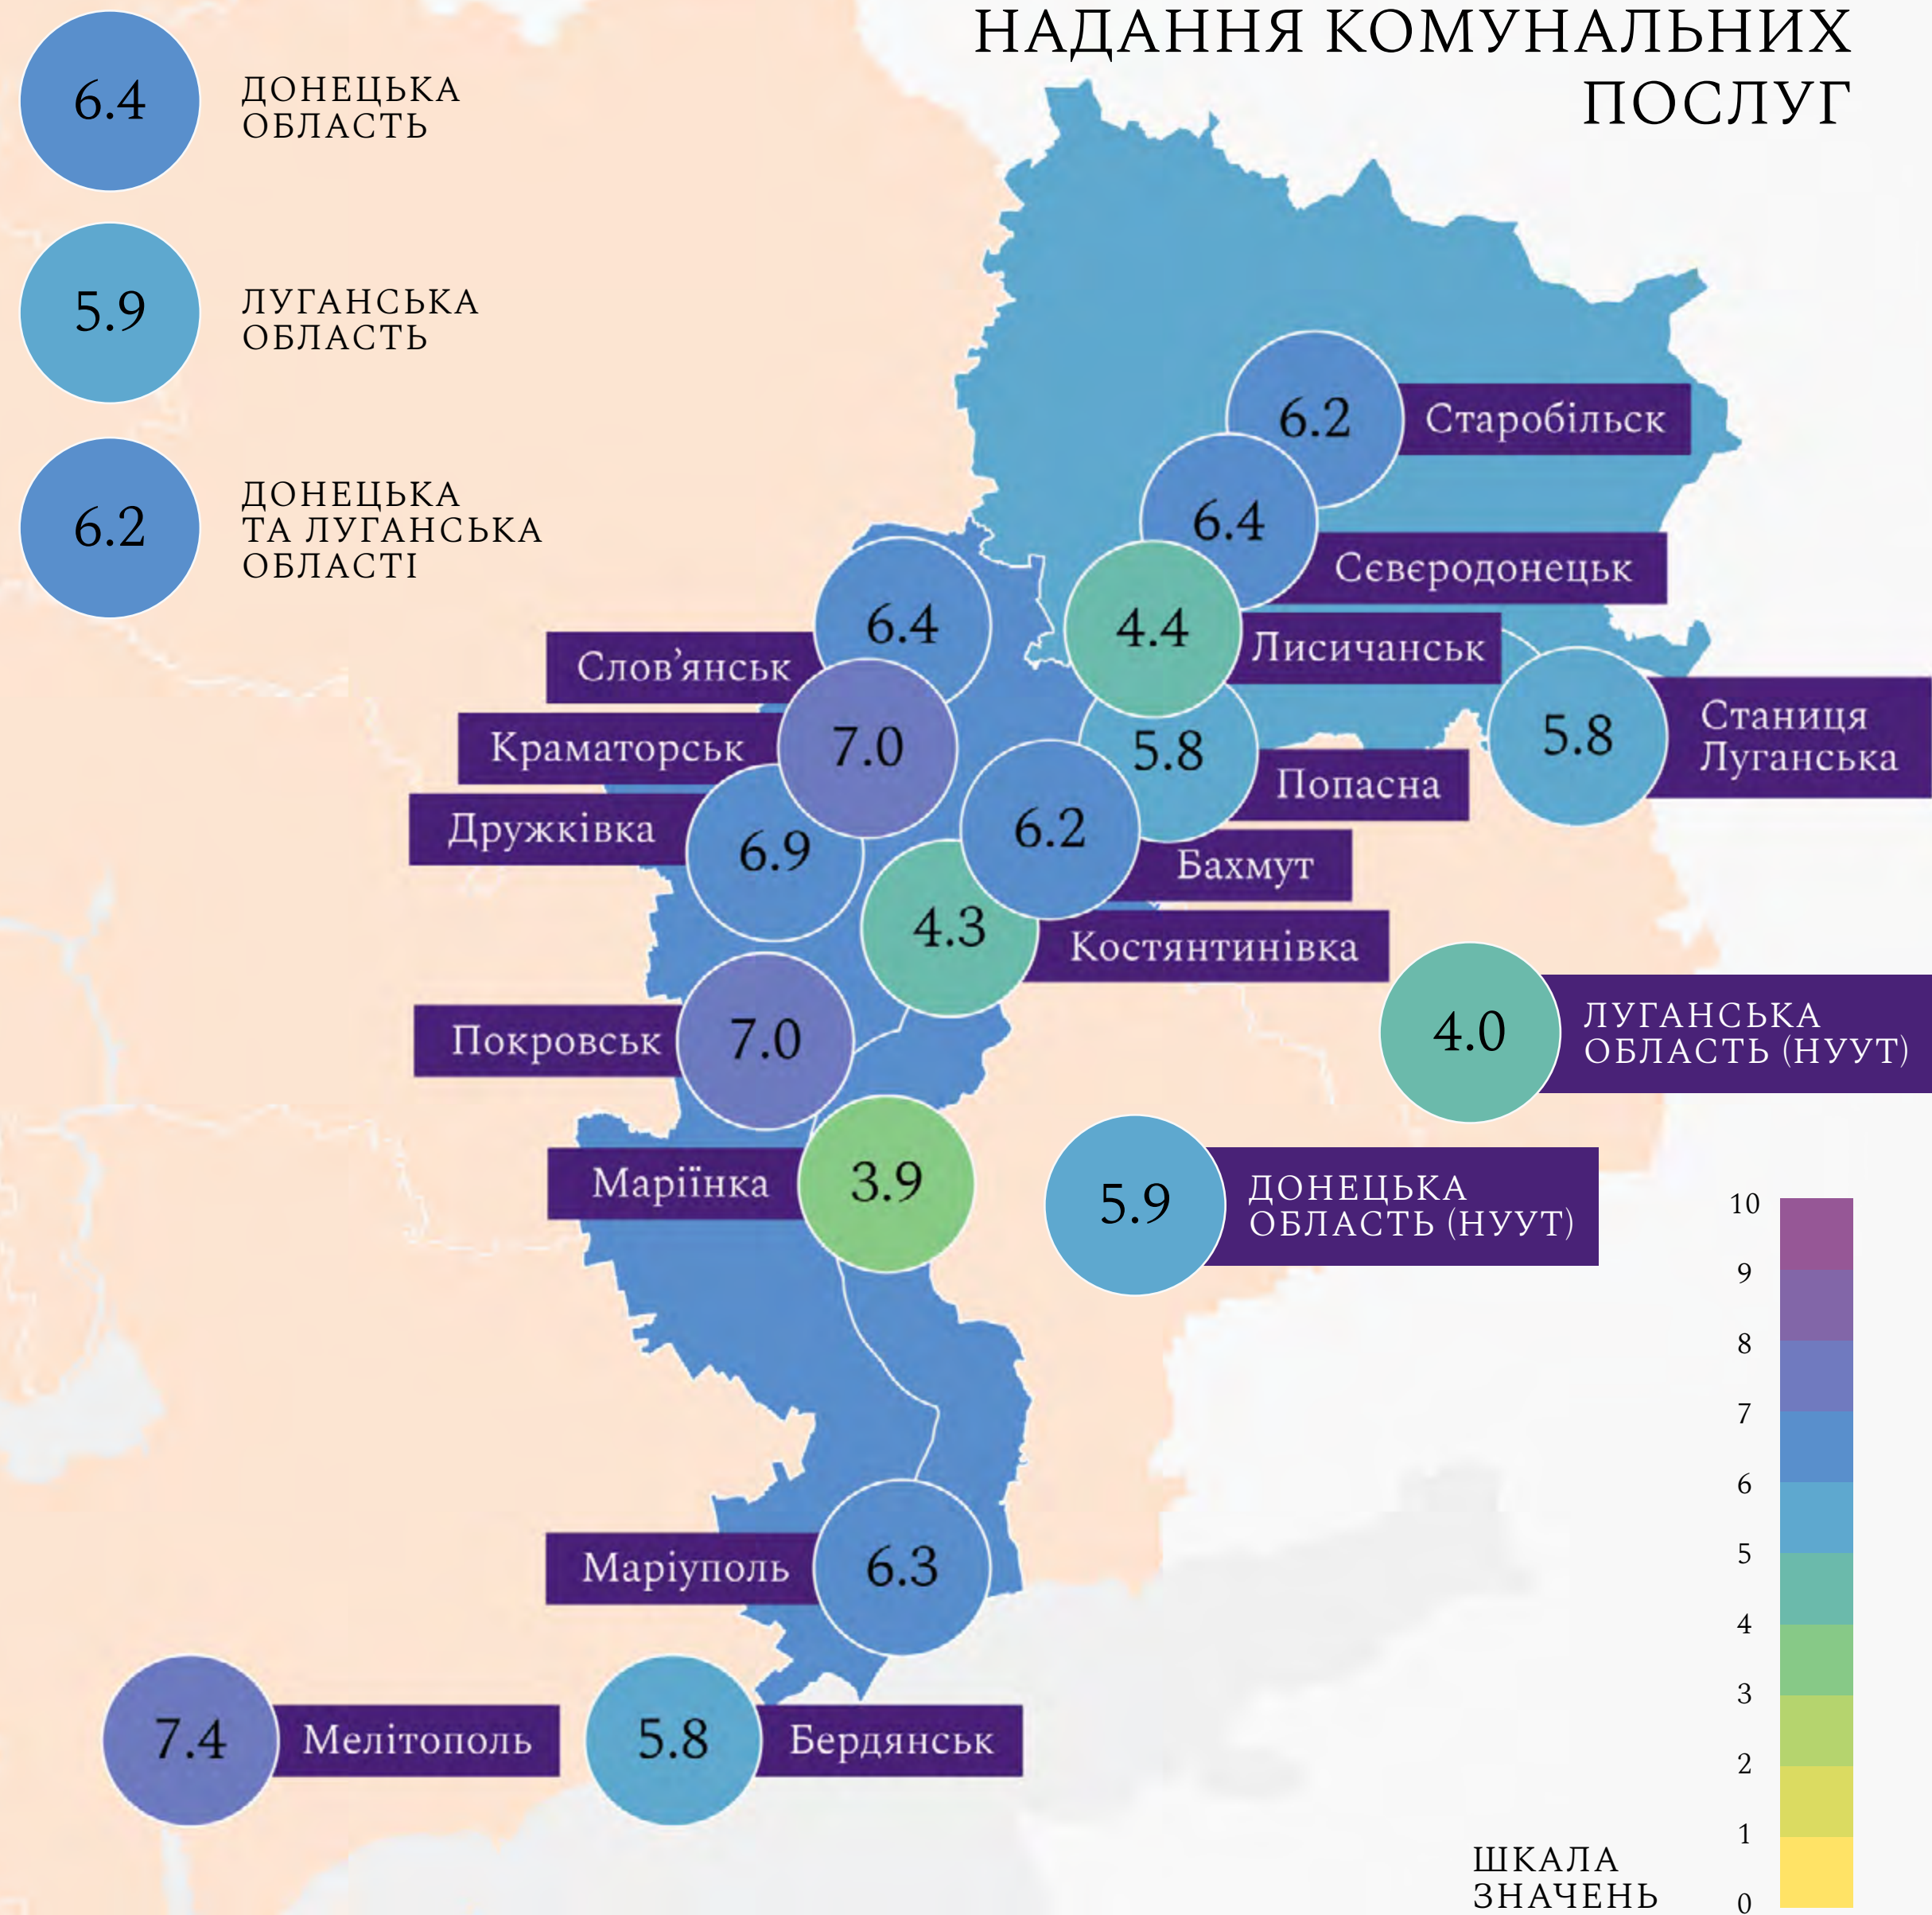 НАДАННЯ КОМУНАЛЬНИХ
ПОСЛУГ
6.4
ДОНЕЦЬКА
ОБЛАСТЬ
5.9
ЛУГАНСЬКА
ОБЛАСТЬ
6.2
ДОНЕЦЬКА
ТА ЛУГАНСЬКА
ОБЛАСТІ
6.2
Старобільск
6.4
Сєвєродонецьк
4.4
Лисичанськ
5.8
Станиця
Луганська
5.8
Попасна
6.2
Бахмут
4.3
Костянтинівка
6.4
Слов’янськ
7.0
Краматорськ
6.9
Дружківка
7.0
Покровськ
3.9
Маріїнка
4.0
ЛУГАНСЬКА
ОБЛАСТЬ (НУУТ)
5.9
ДОНЕЦЬКА
ОБЛАСТЬ (НУУТ)
6.3
Маріуполь
7.4
Мелітополь
5.8
Бердянськ
10
9
8
7
6
5
4
3
2
1
0
ШКАЛА
ЗНАЧЕНЬ